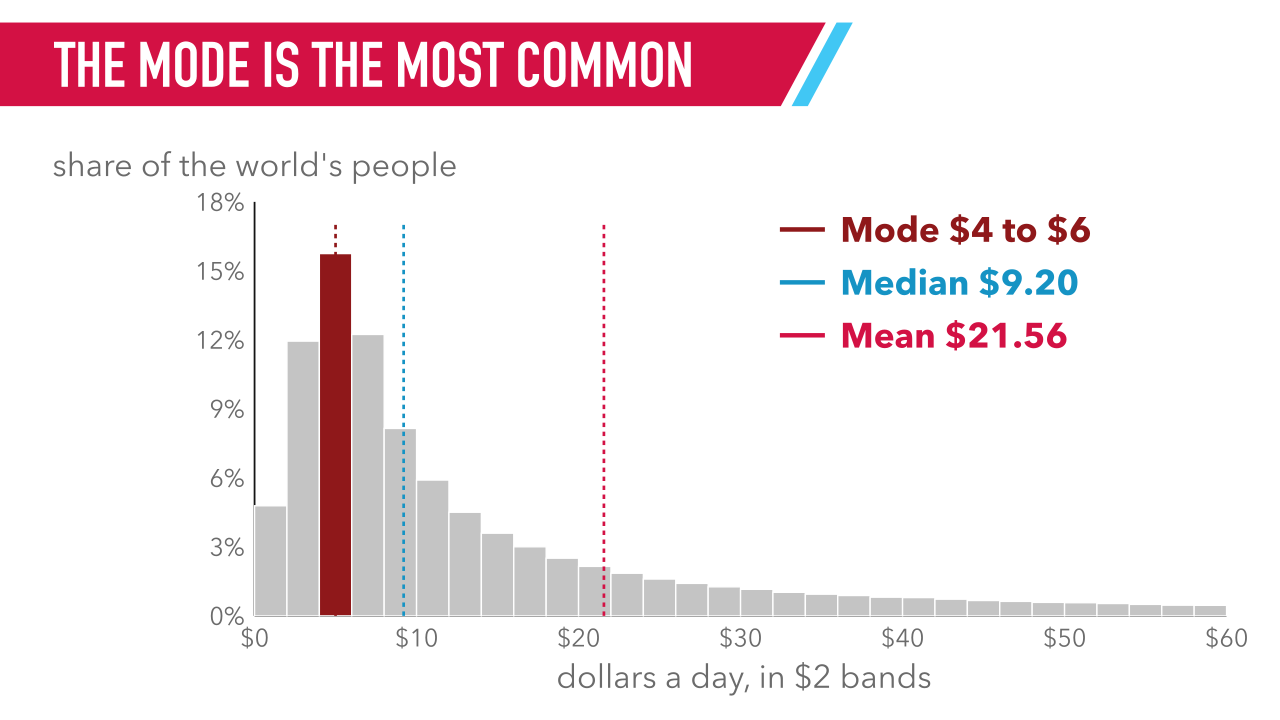 THE MODE IS THE MOST COMMON
share of the world's people
18%
15%
12%
9%
6%
3%
0%
Mode $4 to $6
Median $9.20
Mean $21.56
$0 $10 $20 $30 $40 $50 $60
dollars a day, in $2 bands